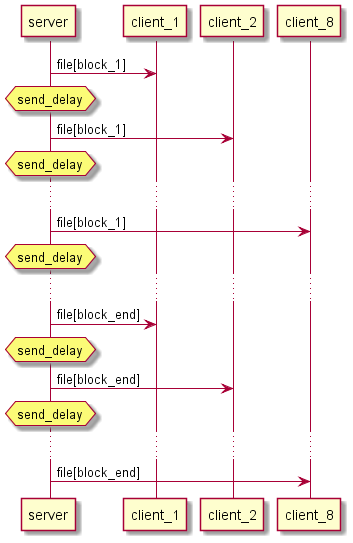 server client_1 client_2 client_8
file[block_1]
send_delay
file[block_1]
send_delay
file[block_1]
send_delay
file[block_end]
send_delay
file[block_end]
send_delay
file[block_end]
server client_1 client_2 client_8